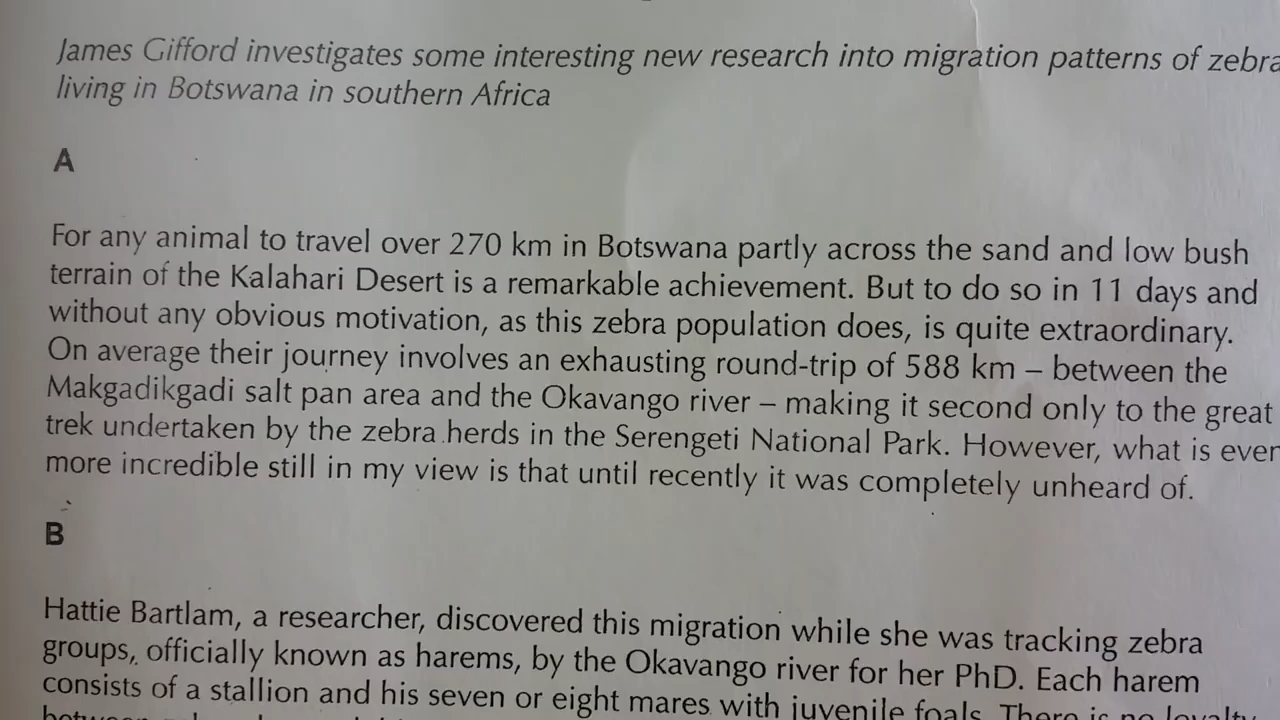 James Gifford investigates some interesting new research into migration patterns of zebra
living in Botswana in southern Africa
A
For any animal to travel over 270 km in Botswana partly across the sand and low bush
terrain of the Kalahari Desert is a remarkable achievement. But to do so in 11 days and
without any obvious motivation, as this zebra population does, is quite extraordinary.
On average their journey involves an exhausting round-trip of 588 km – between the
Makgadikgadi salt pan area and the Okavango river – making it second only to the great
trek undertaken by the zebra herds in the Serengeti National Park. However, what is even
more incredible still in my view is that until recently it was completely unheard of.
B
Hattie Bartlam, a researcher, discovered this migration while she was tracking zebra
groups, officially known as harems, by the Okavango river for her PhD. Each harem
consists of a stallion and his seven or eight mares with juvenile foals. There is no loyalty